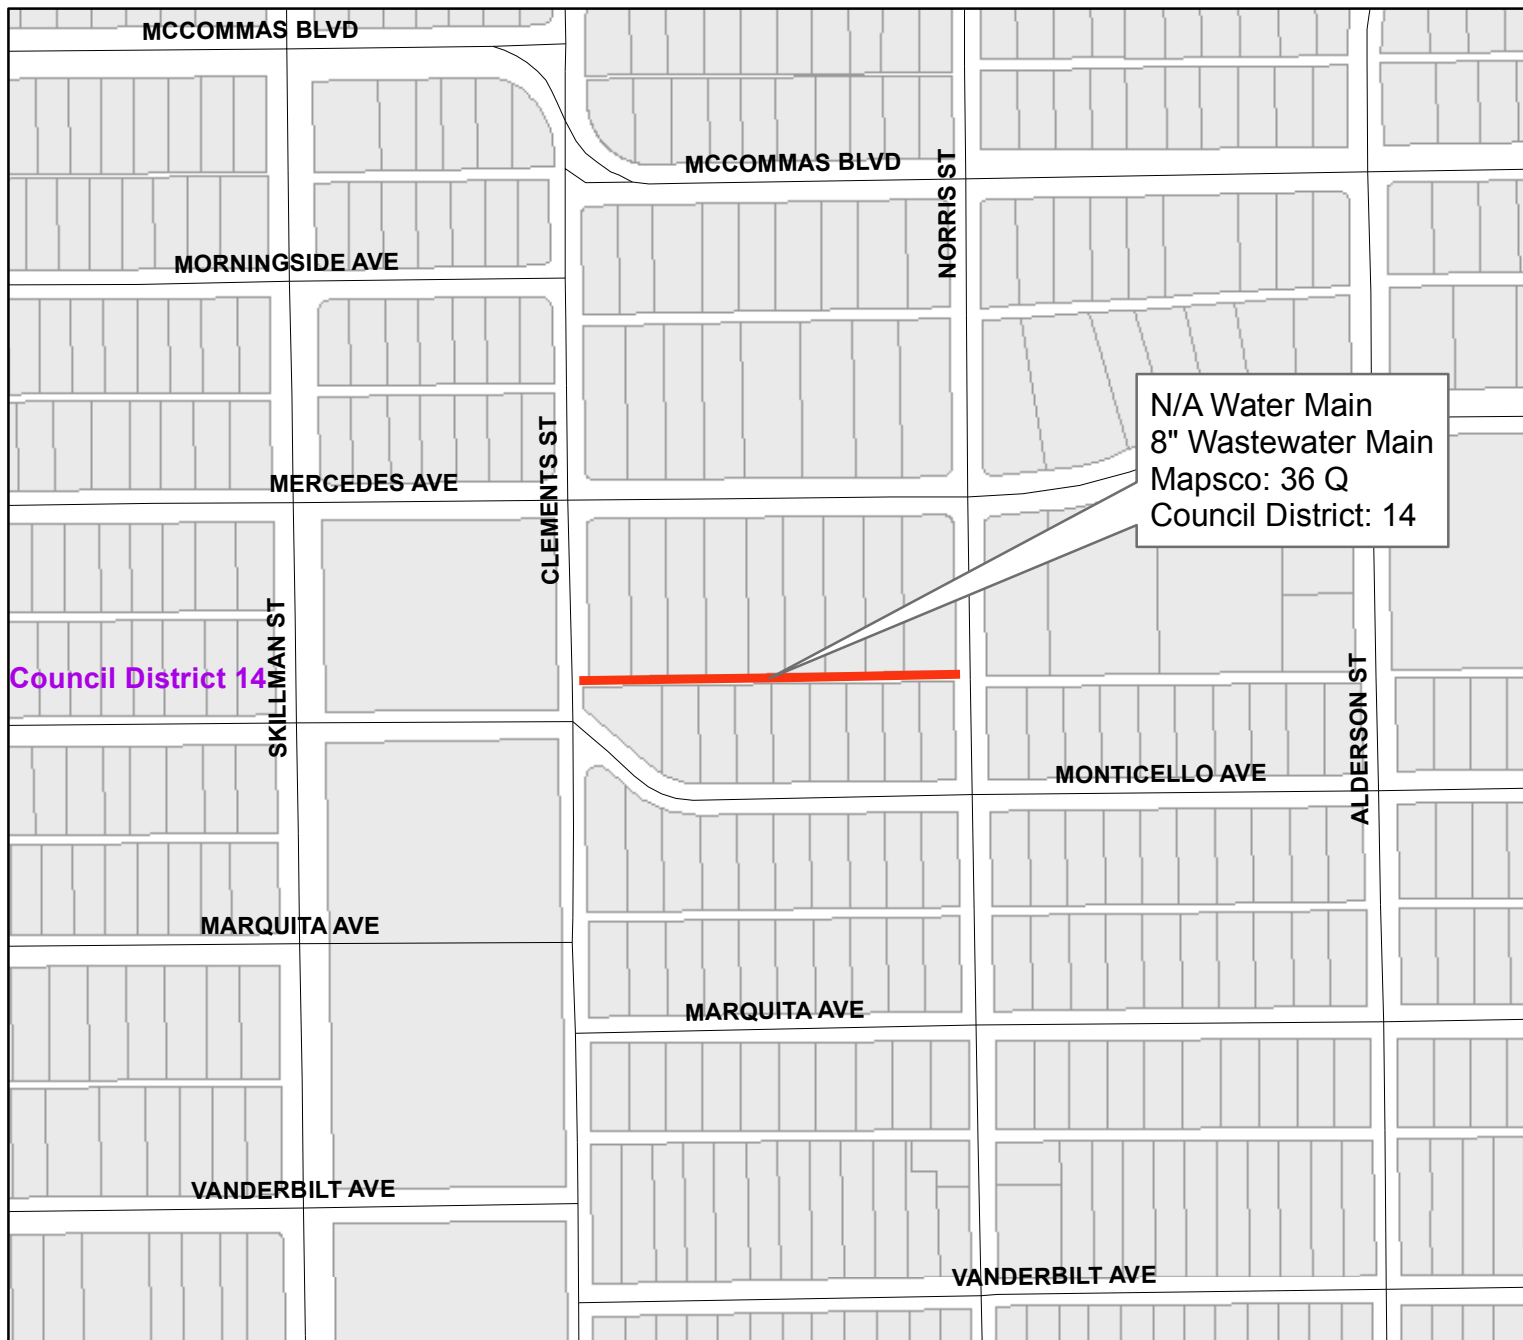 MCCOMMAS BLVD
MCCOMMAS BLVD
NORRIS ST
MORNINGSIDE AVE
N/A Water Main
8" Wastewater Main
Mapsco: 36 Q
Council District: 14
CLEMENTS ST
MERCEDES AVE
SKILLMAN ST
Council District 14
ALDERSON ST
MONTICELLO AVE
MARQUITA AVE
MARQUITA AVE
VANDERBILT AVE
VANDERBILT AVE